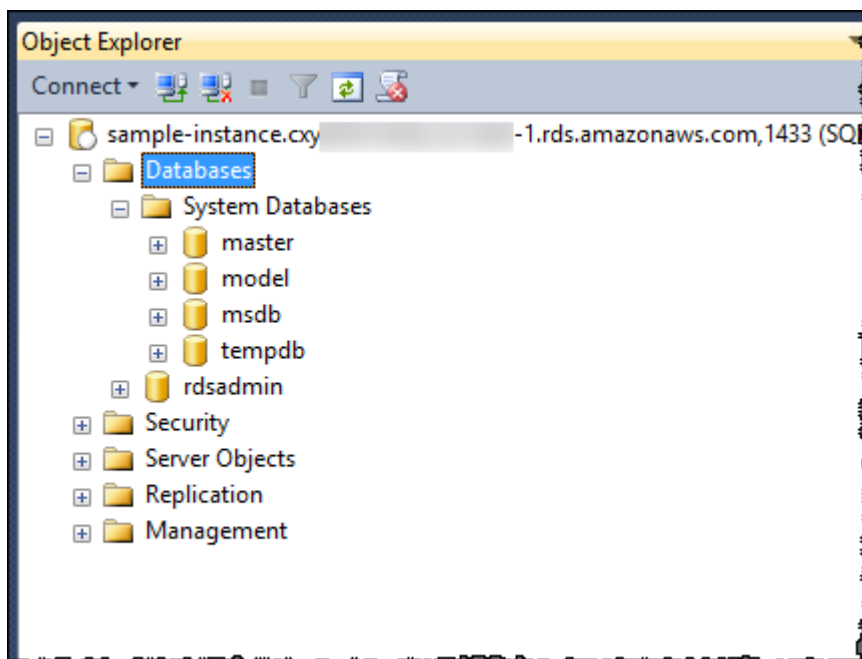 Object Explorer
Connect
sample-instance.cxy -1.rds.amazonaws.com,1433 (SQ
Databases
System Databases
master
model
msdb
tempdb
rdsadmin
Security
Server Objects
Replication
Management